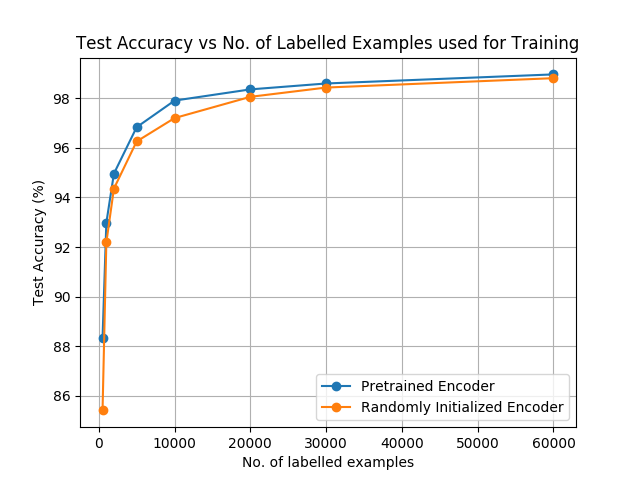 Test Accuracy vs No. of Labelled Examples used for Training
Test Accuracy (%)
98
96
94
92
90
88
86
0 10000 20000 30000 40000 50000 60000
No. of labelled examples
Pretrained Encoder
Randomly Initialized Encoder